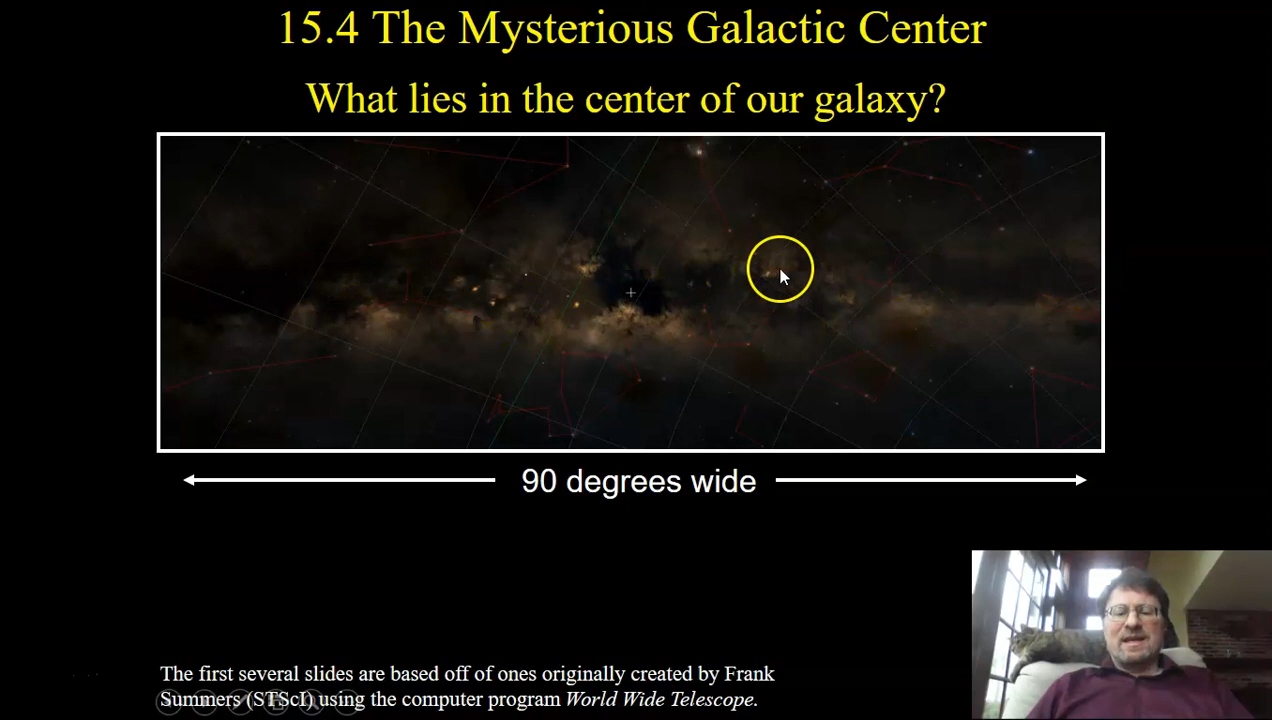 15.4 The Mysterious Galactic Center
What lies in the center of our galaxy?
90 degrees wide
The first several slides are based off of ones originally created by Frank
Summers (STScI) using the computer program World Wide Telescope.